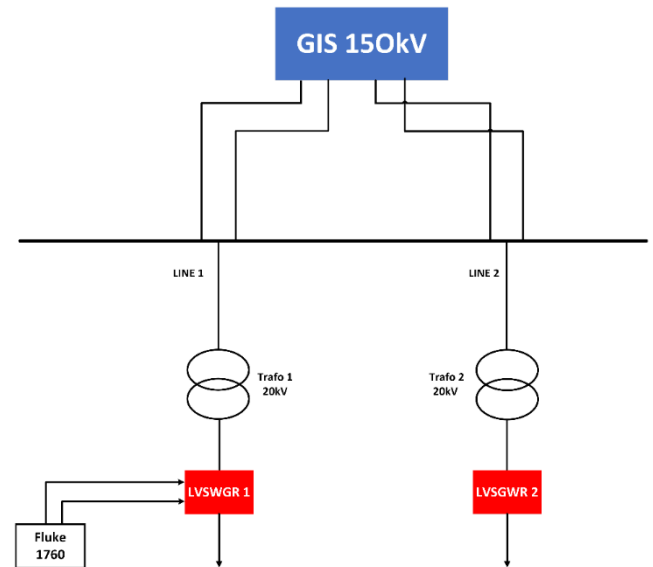 GIS 15OkV
LINE 1
LINE 2
Trafo 1
20kV
Trafo 2
20kV
LVSWGR 1
LVSGWR 2
Fluke
1760